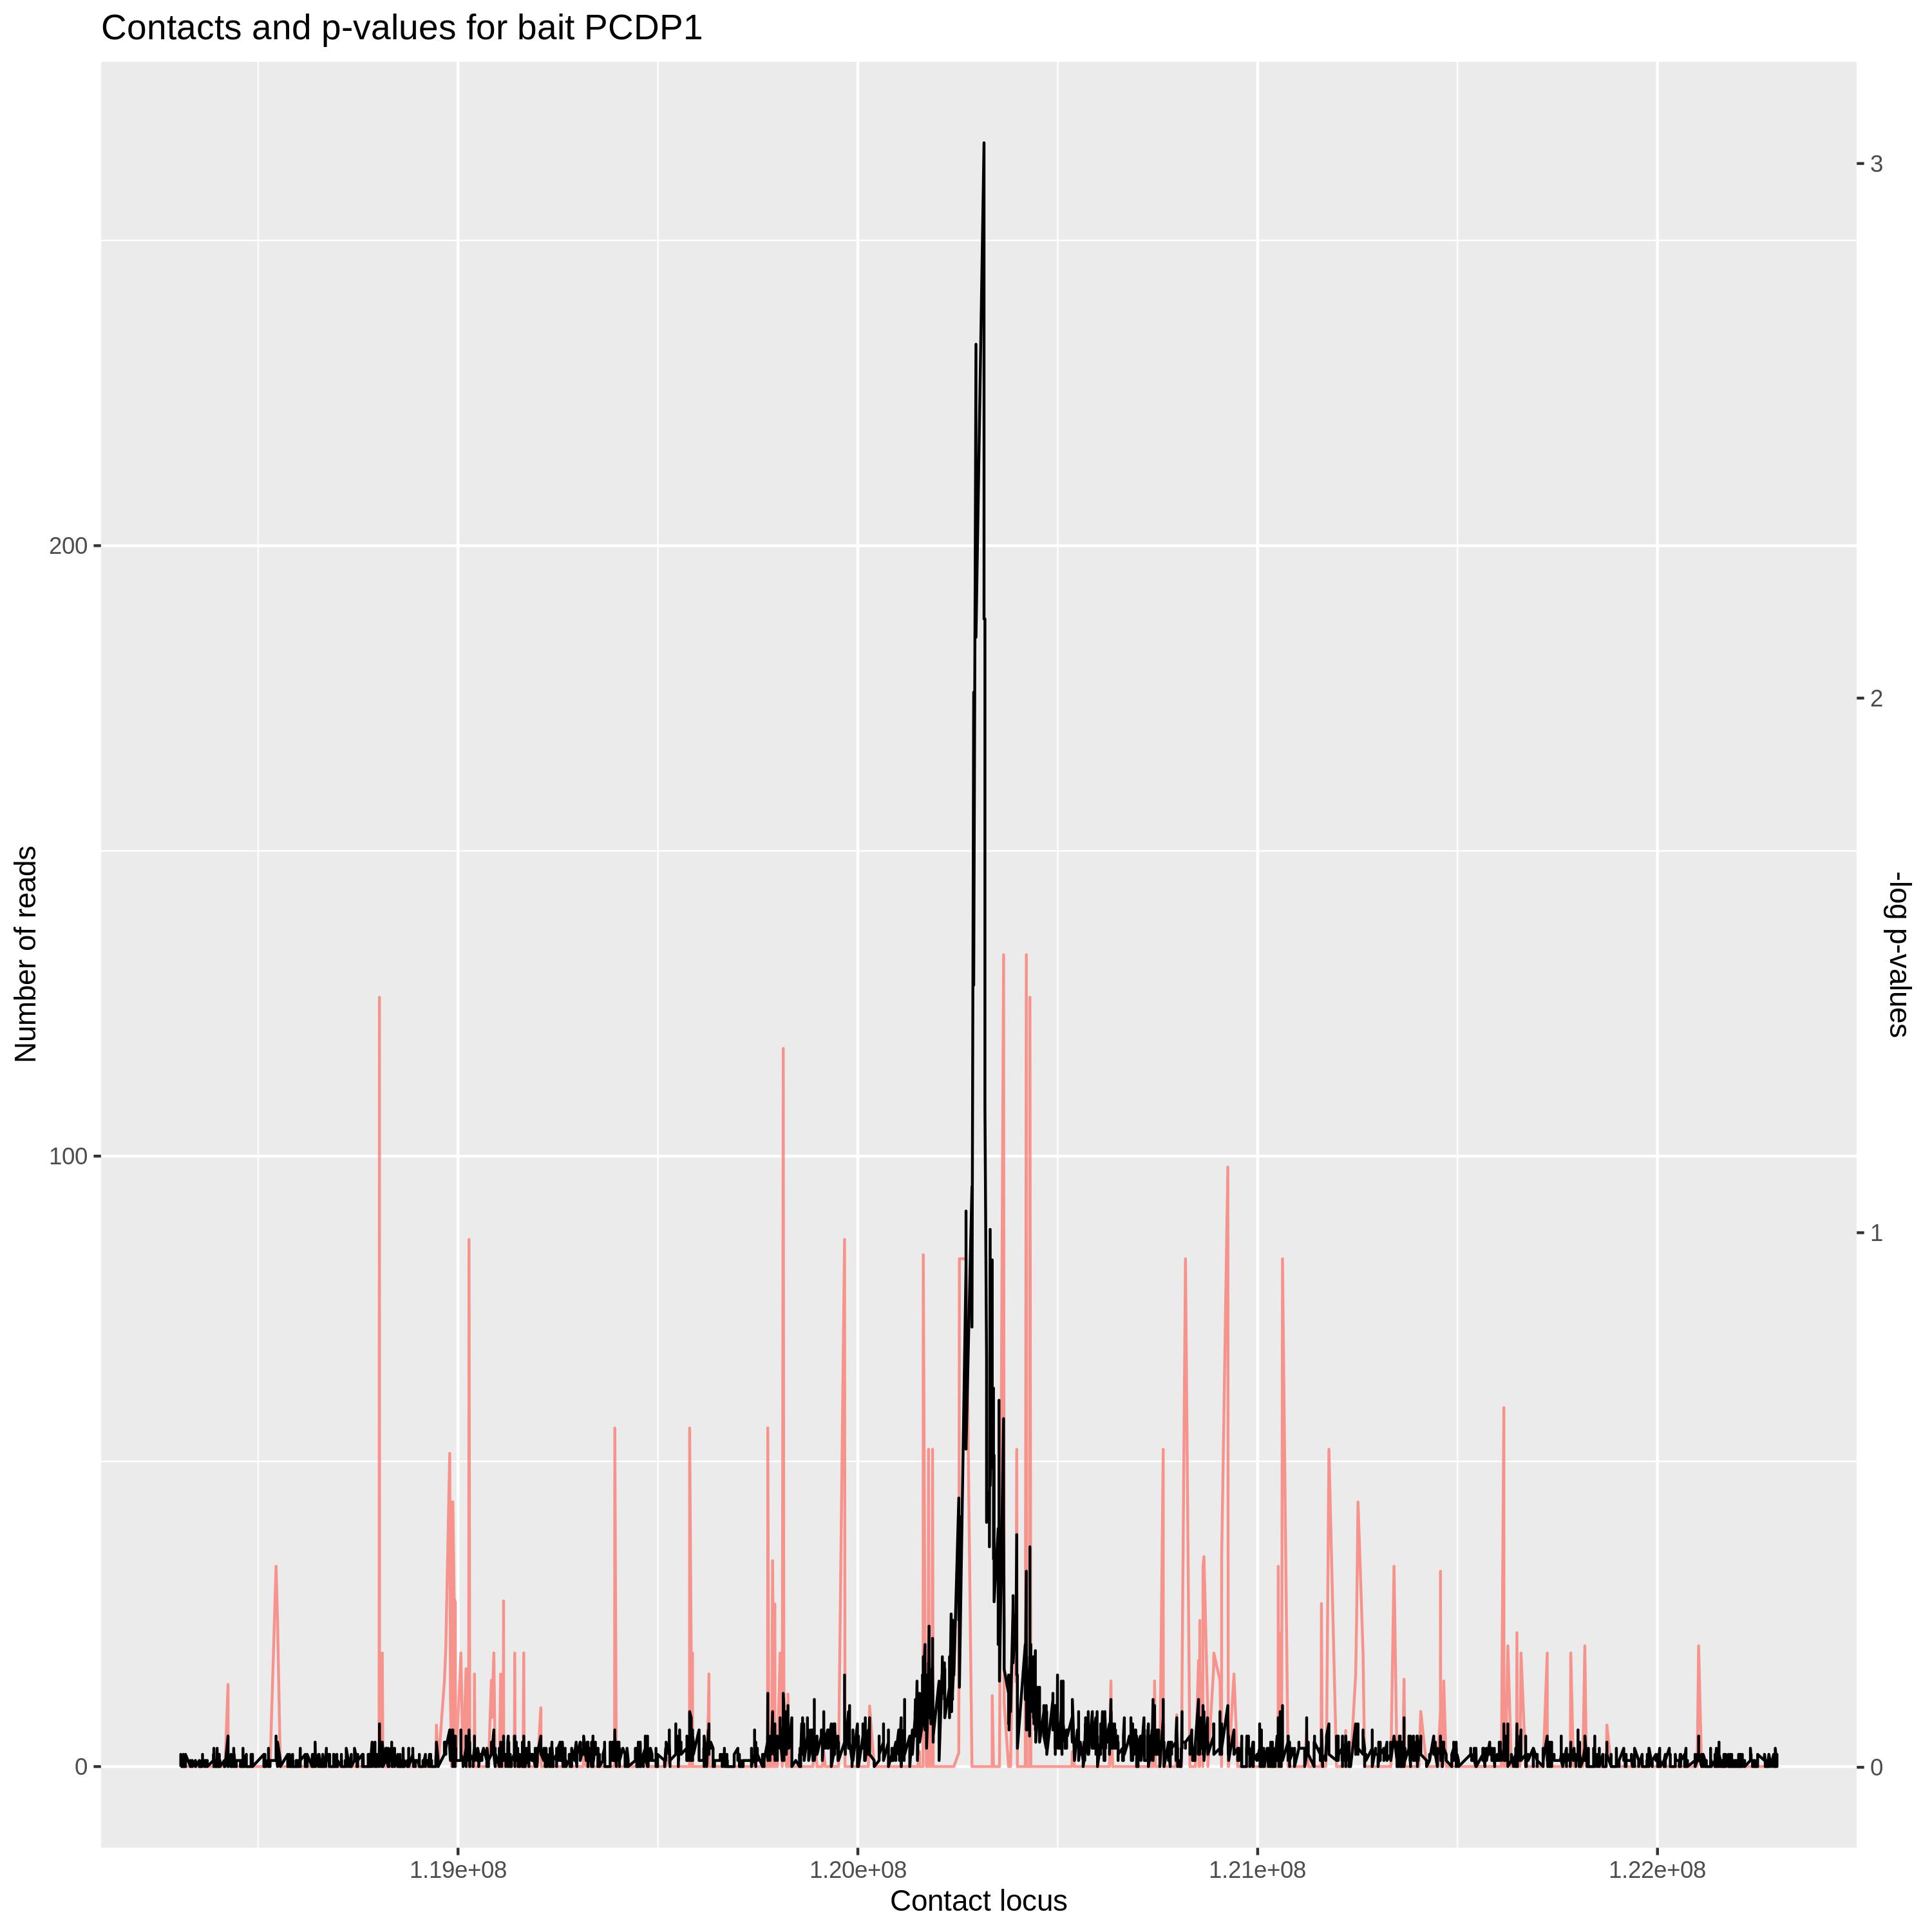 Contacts and p-values for bait PCDP1
Number of reads
200
100
0
3
2
1
0
-log p-values
1.19e+08
1.20e+08
1.21e+08
1.22e+08
Contact locus